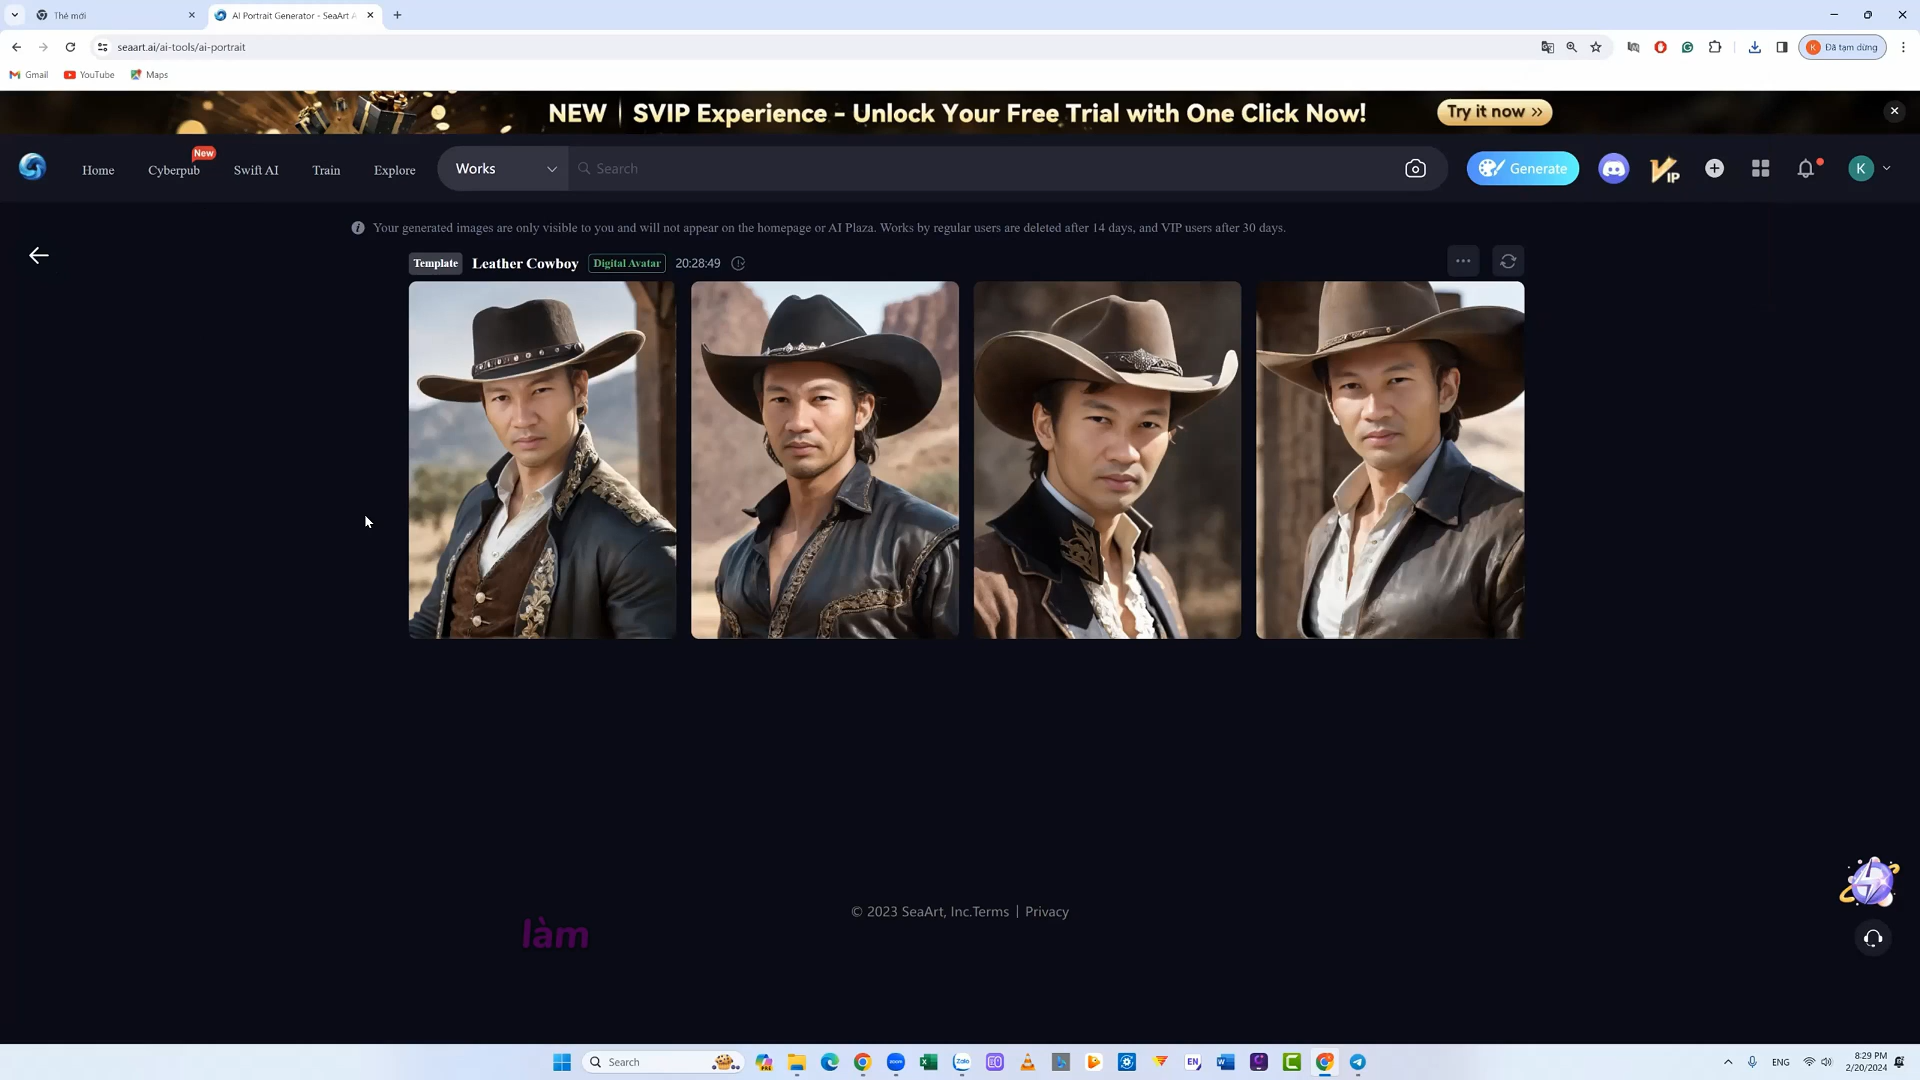 Thẻ mới
AI Portrait Generator - SeaArt A
seaart.ai/ai-tools/ai-portrait
K Đã tạm dừng
Gmail YouTube Maps
NEW | SVIP Experience - Unlock Your Free Trial with One Click Now!
Try it now »
Home Cyberpub New Swift AI Train Explore Works Search Generate VIP K
Your generated images are only visible to you and will not appear on the homepage or AI Plaza. Works by regular users are deleted after 14 days, and VIP users after 30 days.
Template Leather Cowboy Digital Avatar 20:28:49
© 2023 SeaArt, Inc.Terms | Privacy
làm
Search
ENG
8:29 PM
2/20/2024